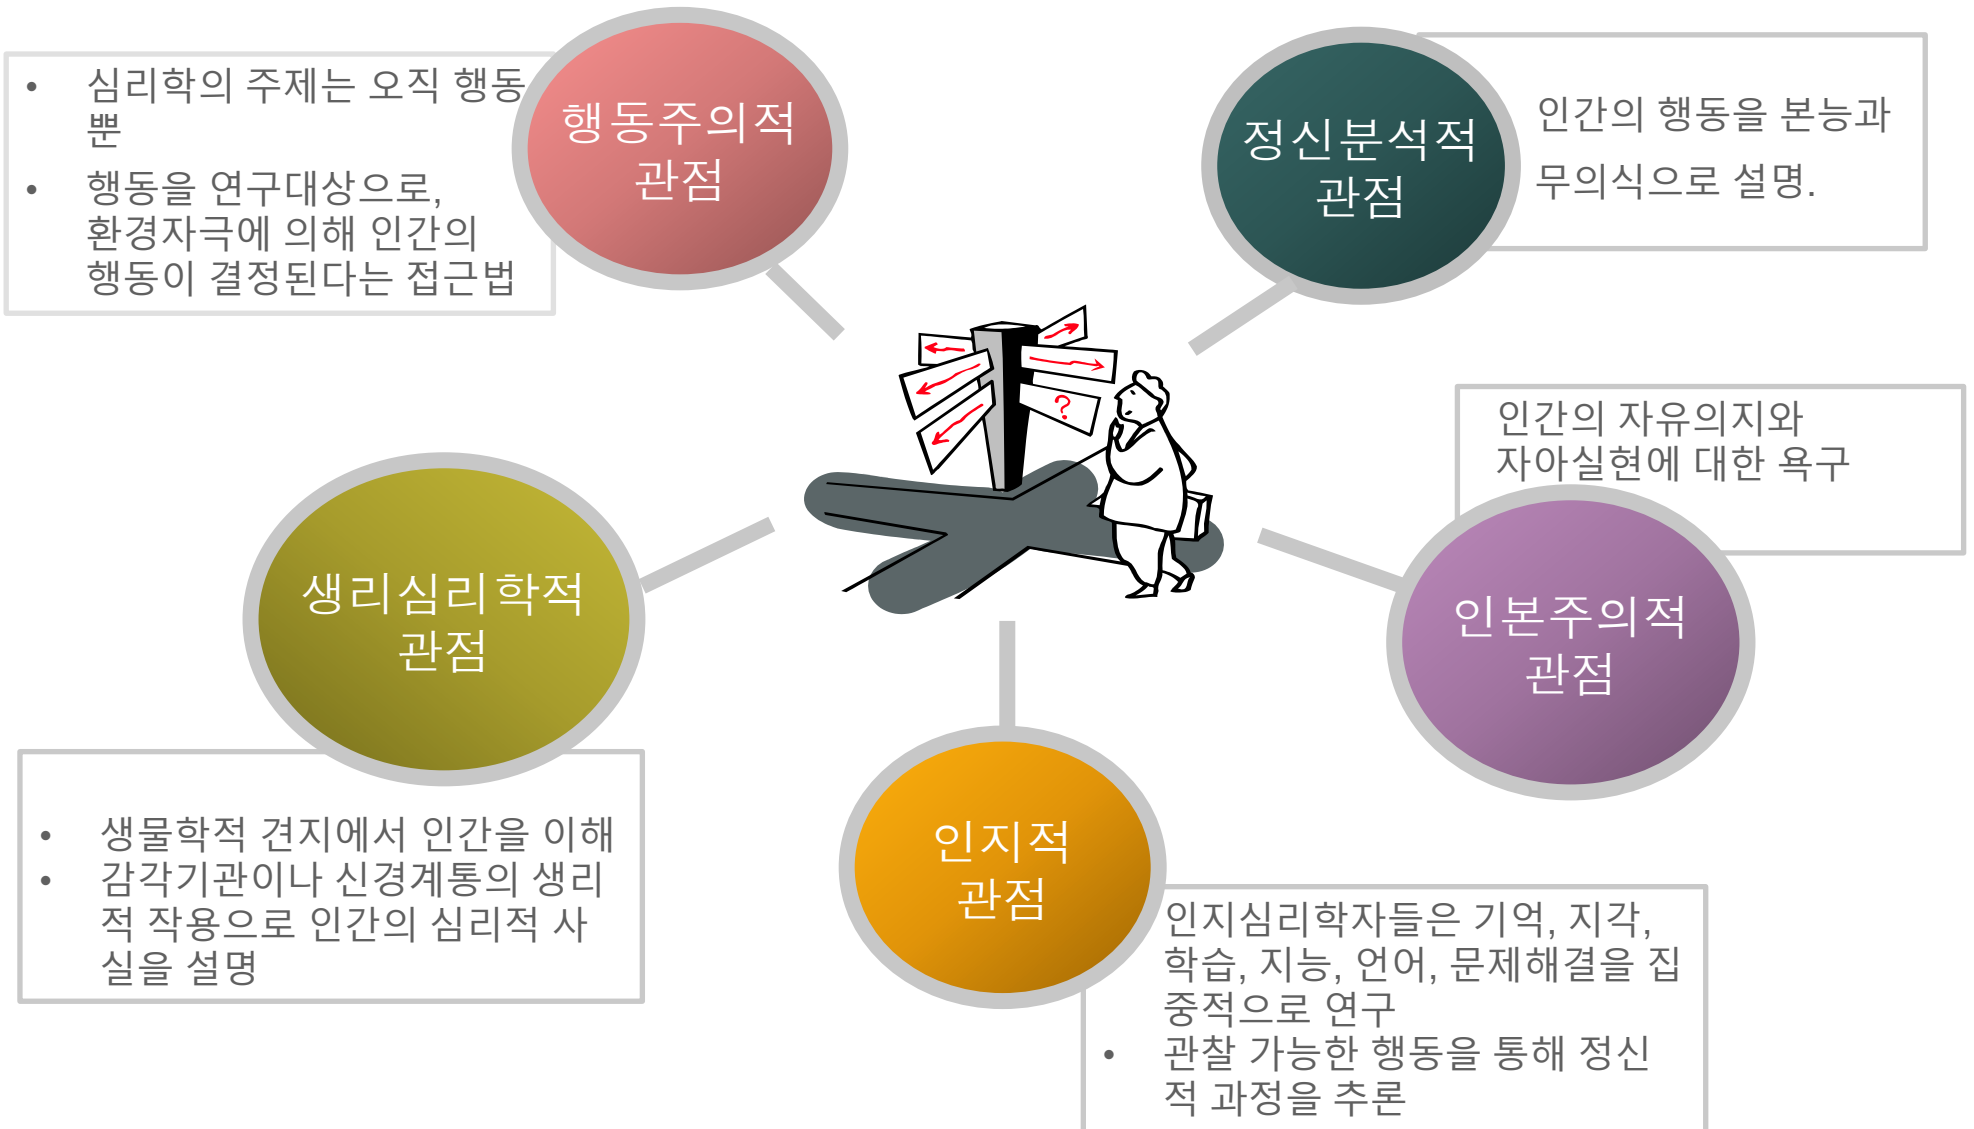 • 심리학의 주제는 오직 행동
뿐
• 행동을 연구대상으로,
환경자극에 의해 인간의
행동이 결정된다는 접근법
행동주의적
관점
정신분석적
관점
인간의 행동을 본능과
무의식으로 설명.
인간의 자유의지와
자아실현에 대한 욕구
인본주의적
관점
?
생리심리학적
관점
• 생물학적 견지에서 인간을 이해
• 감각기관이나 신경계통의 생리
적 작용으로 인간의 심리적 사
실을 설명
인지적
관점
인지심리학자들은 기억, 지각,
학습, 지능, 언어, 문제해결을 집
중적으로 연구
• 관찰 가능한 행동을 통해 정신
적 과정을 추론